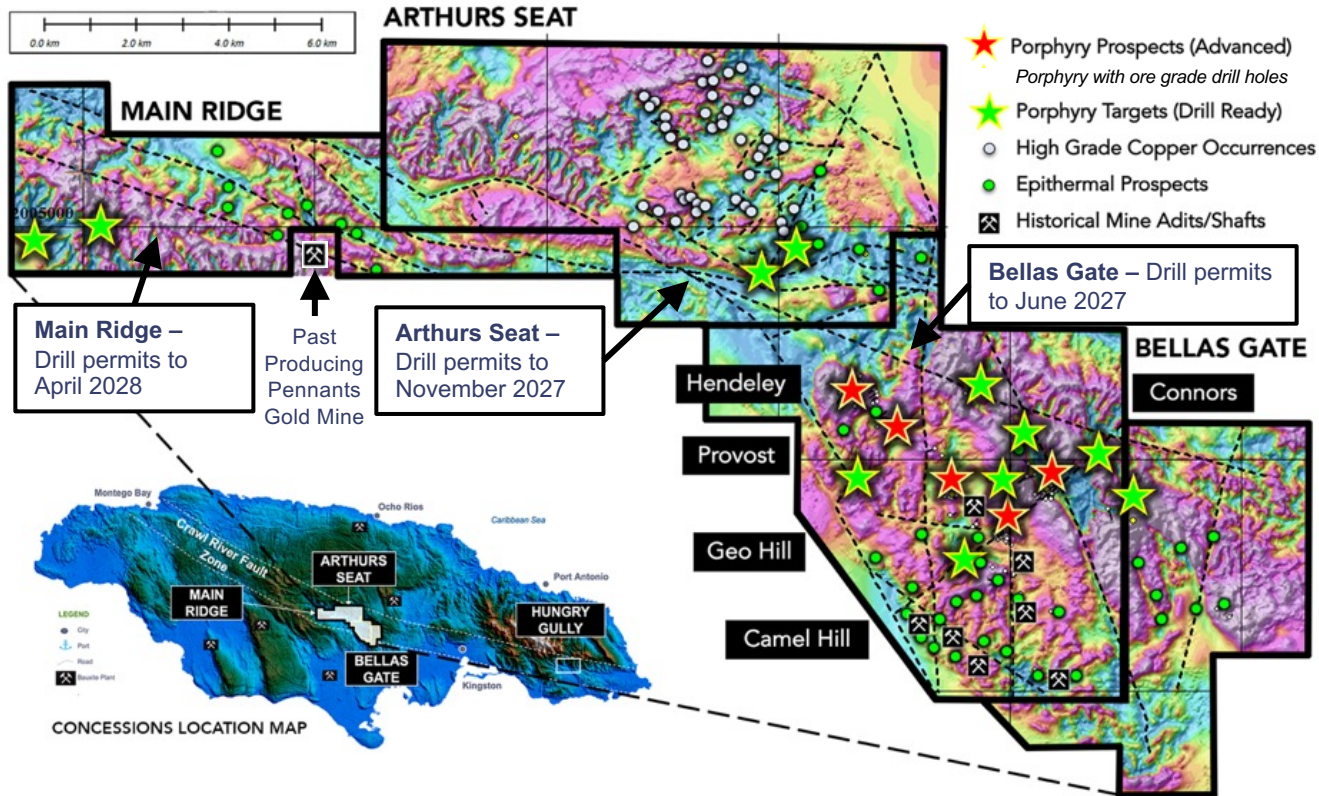 ARTHURS SEAT
0.0 km 2.0 km 4.0 km 6.0 km
MAIN RIDGE
Porphyry Prospects (Advanced)
Porphyry with ore grade drill holes
Porphyry Targets (Drill Ready)
High Grade Copper Occurrences
Epithermal Prospects
Historical Mine Adits/Shafts
2005000
Main Ridge –
Drill permits to
April 2028
Past
Producing
Pennants
Gold Mine
Arthurs Seat –
Drill permits to
November 2027
Bellas Gate – Drill permits
to June 2027
BELLAS GATE
Hendeley
Connors
Provost
Geo Hill
Camel Hill
Montego Bay
Ocho Rios
Caribbean Sea
Crawl River Fault
Zone
ARTHURS
SEAT
Port Antonio
MAIN
RIDGE
HUNGRY
GULLY
LEGEND
City
Port
Road
Bauxite Plant
BELLAS
GATE
Kingston
CONCESSIONS LOCATION MAP